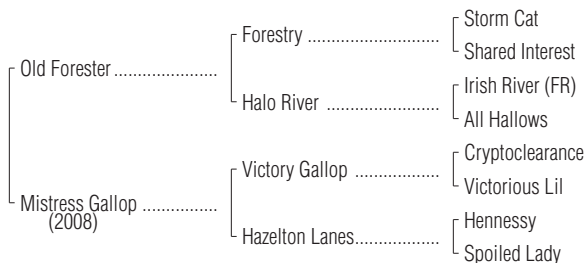 Storm Cat
Forestry
Shared Interest
Old Forester
Irish River (FR)
Halo River
All Hallows
Cryptoclearance
Victory Gallop
Victorious Lil
Mistress Gallop
(2008)
Hennessy
Hazelton Lanes
Spoiled Lady